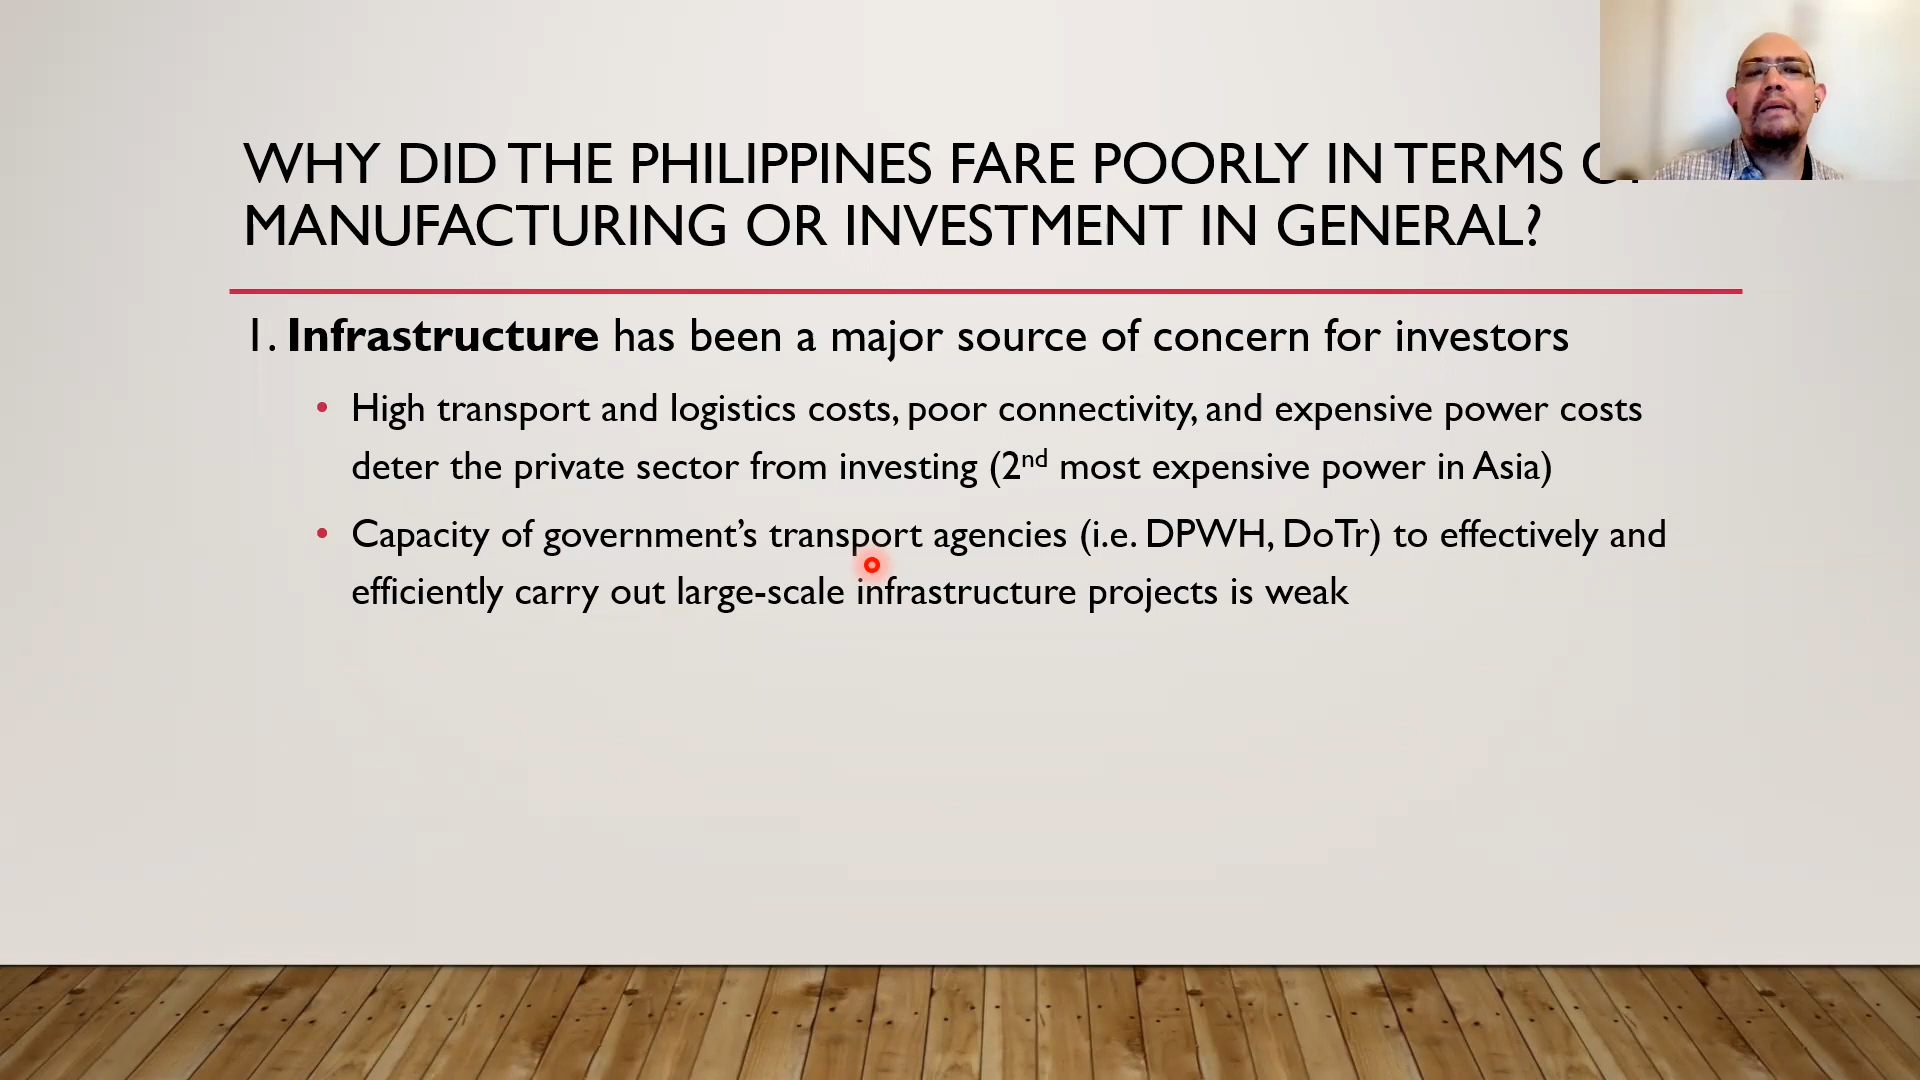 WHY DID THE PHILIPPINES FARE POORLY IN TERMS
MANUFACTURING OR INVESTMENT IN GENERAL?
1. Infrastructure has been a major source of concern for investors
• High transport and logistics costs, poor connectivity, and expensive power costs
deter the private sector from investing (2nd most expensive power in Asia)
• Capacity of government’s transport agencies (i.e. DPWH, DoTr) to effectively and
efficiently carry out large-scale infrastructure projects is weak